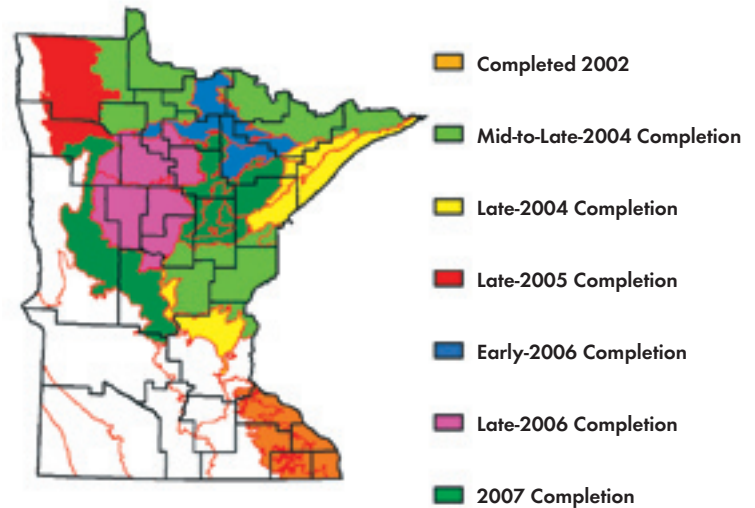 Completed 2002
Mid-to-Late-2004 Completion
Late-2004 Completion
Late-2005 Completion
Early-2006 Completion
Late-2006 Completion
2007 Completion